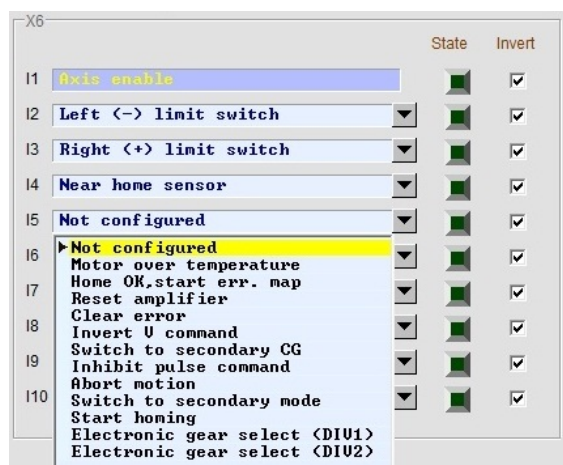 X6
State Invert
I1 Axis enable
I2 Left (-) limit switch
I3 Right (+) limit switch
I4 Near home sensor
I5 Not configured
Not configured
I6
Motor over temperature
Home OK,start err. map
I7
Reset amplifier
Clear error
I8
Invert V command
Switch to secondary CG
I9
Inhibit pulse command
Abort motion
I10
Switch to secondary mode
Start homing
Electronic gear select (DIV1)
Electronic gear select (DIV2)